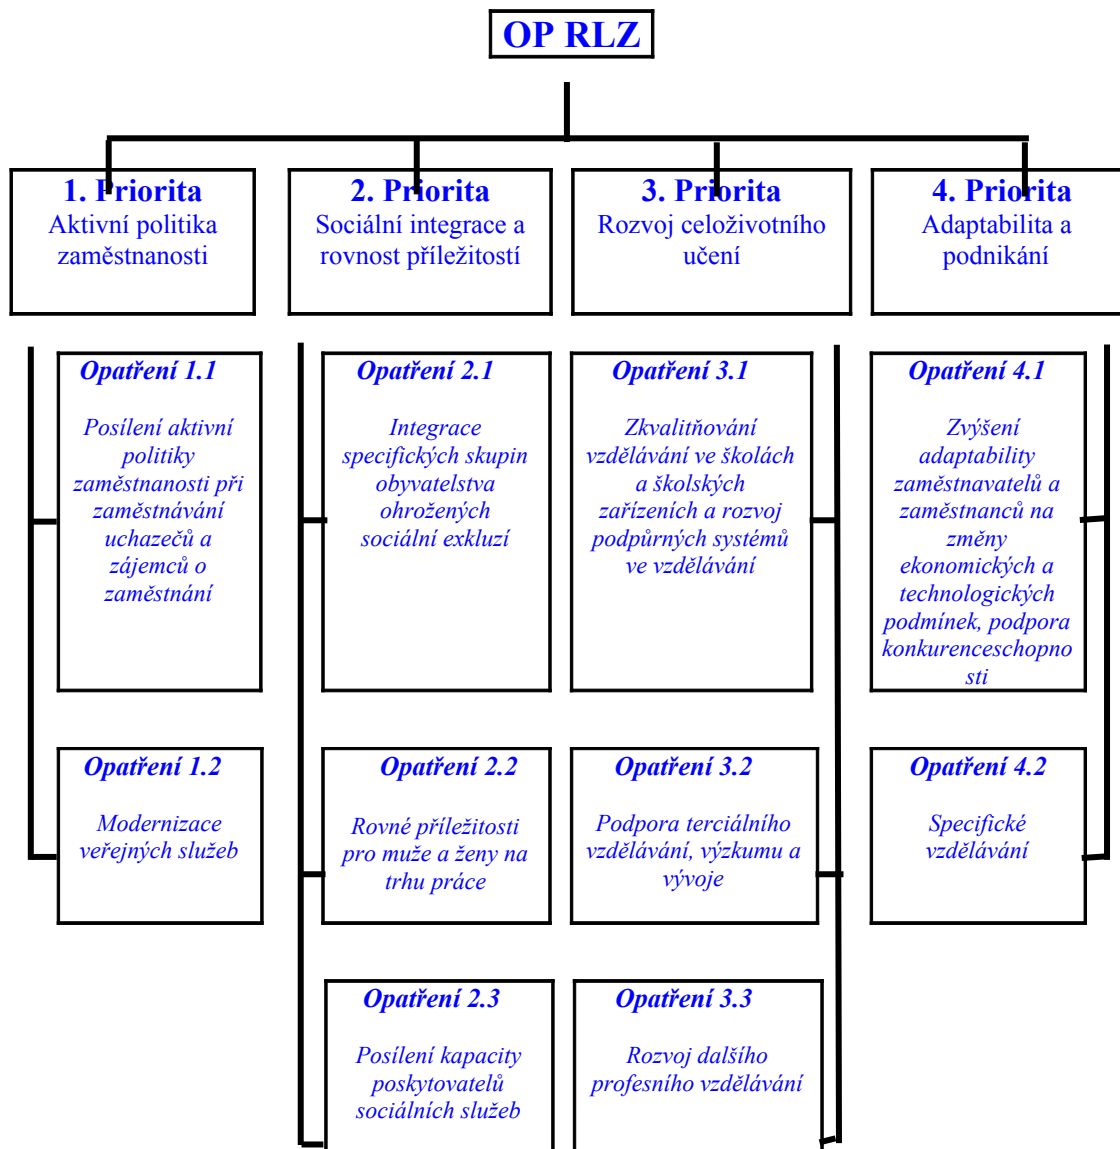 OP RLZ
1. Priorita
Aktivní politika
zaměstnanosti
2. Priorita
Sociální integrace a
rovnost příležitostí
3. Priorita
Rozvoj celoživotního
učení
4. Priorita
Adaptabilita a
podnikání
Opatření 1.1
Posílení aktivní
politiky
zaměstnanosti při
zaměstnávání
uchazečů a
zájemců o
zaměstnání
Opatření 2.1
Integrace
specifických skupin
obyvatelstva
ohrožených
sociální exkluzí
Opatření 3.1
Zkvalitňování
vzdělávání ve školách
a školských
zařízeních a rozvoj
podpůrných systémů
ve vzdělávání
Opatření 4.1
Zvýšení
adaptability
zaměstnavatelů a
zaměstnanců na
změny
ekonomických a
technologických
podmínek, podpora
konkurenceschopno
sti
Opatření 1.2
Modernizace
veřejných služeb
Opatření 2.2
Rovné příležitosti
pro muže a ženy na
trhu práce
Opatření 3.2
Podpora terciálního
vzdělávání, výzkumu a
vývoje
Opatření 4.2
Specifické
vzdělávání
Opatření 2.3
Posílení kapacity
poskytovatelů
sociálních služeb
Opatření 3.3
Rozvoj dalšího
profesního vzdělávání